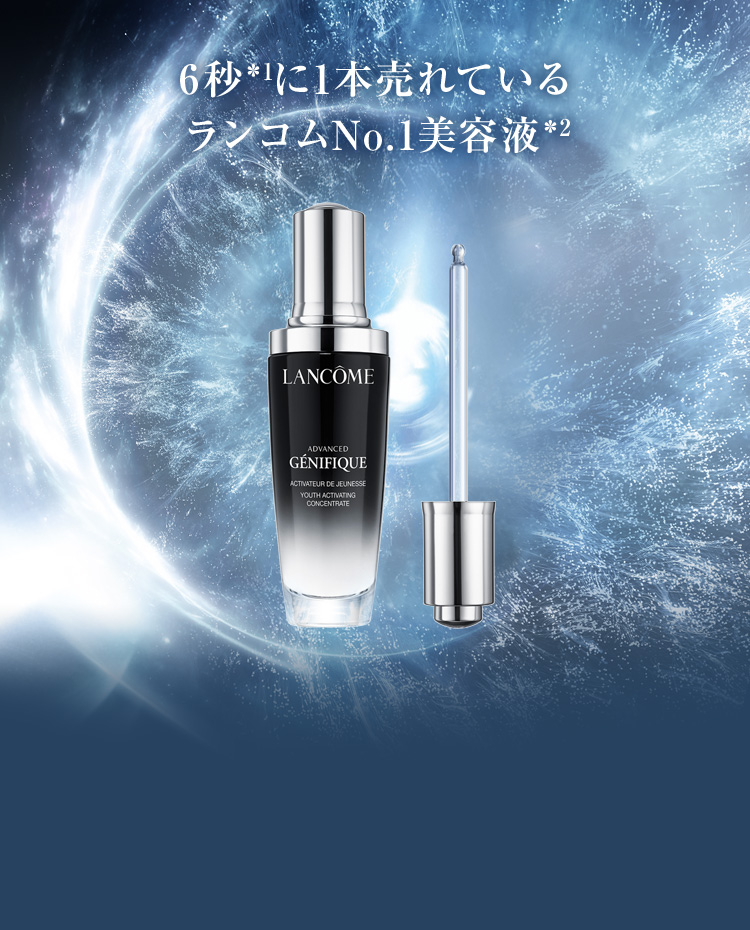 6秒*1に1本売れている
ランコムNo.1美容液*2
LANCÔME
ADVANCED
GÉNIFIQUE
ACTIVATEUR DE JEUNESSE
YOUTH ACTIVATING
CONCENTRATE